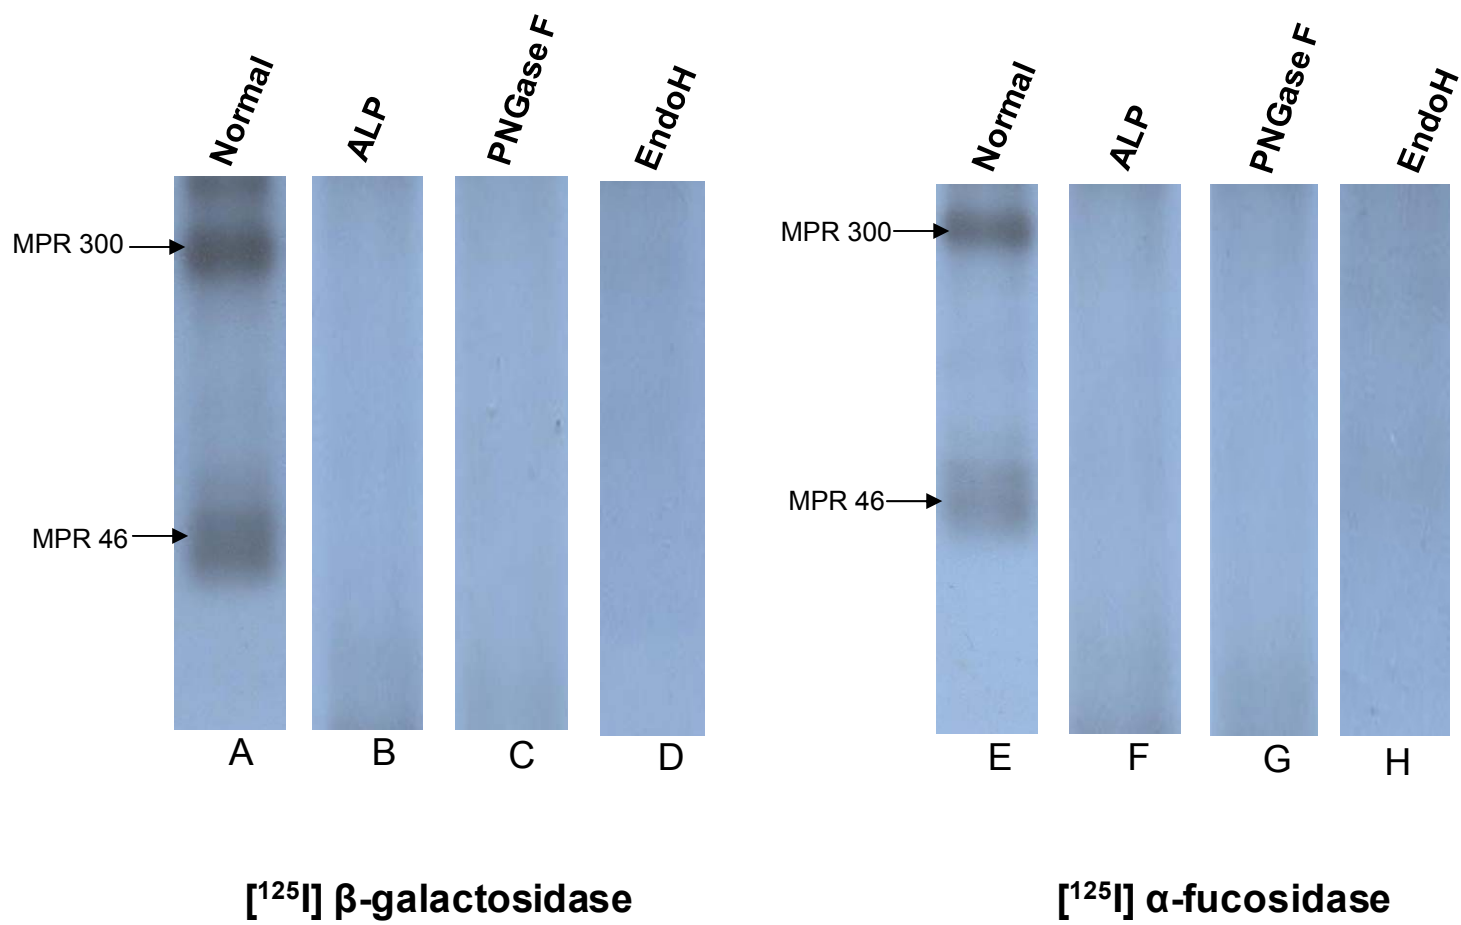 Normal
ALP
PNGase F
EndoH
Normal
ALP
PNGase F
EndoH
MPR 300
MPR 46
MPR 300
MPR 46
A
B
C
D
E
F
G
H
[¹²⁵I] β-galactosidase
[¹²⁵I] α-fucosidase